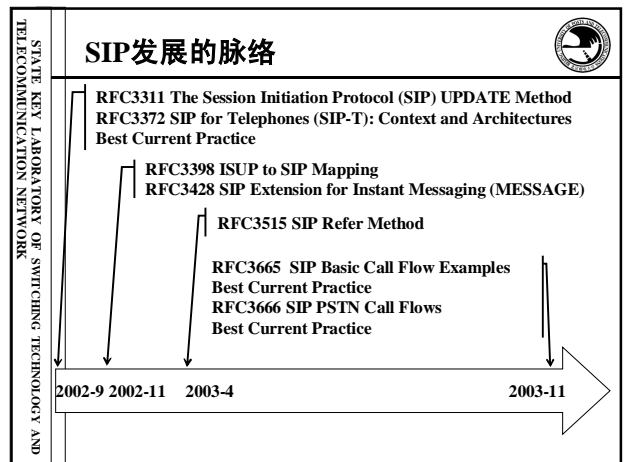 SIP发展的脉络
STATE KEY LABORATORY OF SWITCHING TECHNOLOGY AND
TELECOMMUNICATION NETWORK
RFC3311 The Session Initiation Protocol (SIP) UPDATE Method
RFC3372 SIP for Telephones (SIP-T): Context and Architectures
Best Current Practice
RFC3398 ISUP to SIP Mapping
RFC3428 SIP Extension for Instant Messaging (MESSAGE)
RFC3515 SIP Refer Method
RFC3665 SIP Basic Call Flow Examples
Best Current Practice
RFC3666 SIP PSTN Call Flows
Best Current Practice
2002-9 2002-11 2003-4 2003-11